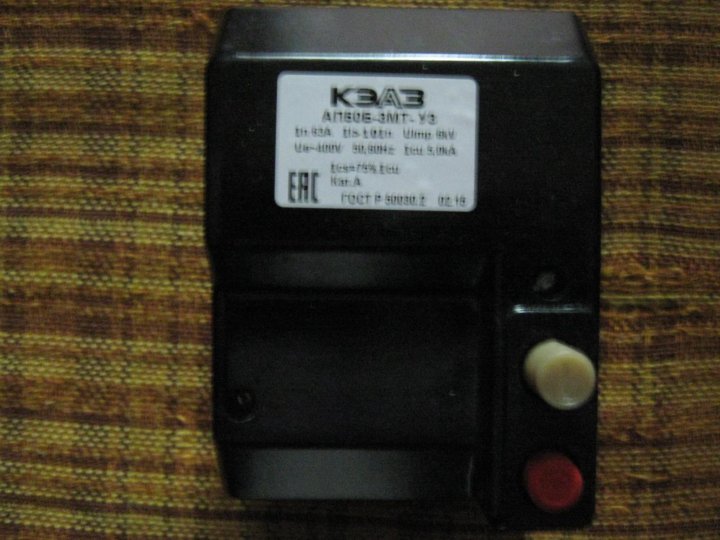 КЭАЗ
АП50Б-3МТ-У3
In 63A Ii= 10In Uimp 6kV
Ue~400V 50,60Hz Icu 5,0kA
Ics=75% Icu
EAC Кат.А
ГОСТ Р 50030.2 02.19